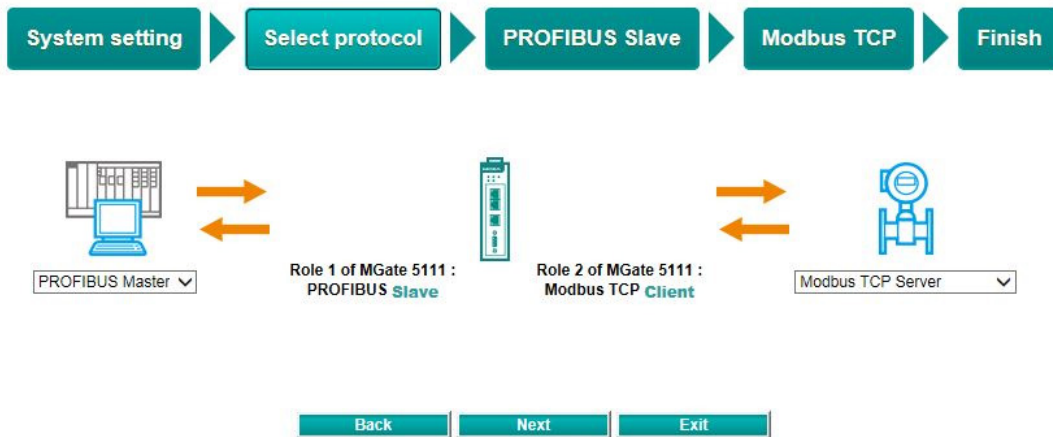 System setting
Select protocol
PROFIBUS Slave
Modbus TCP
Finish
PROFIBUS Master
Role 1 of MGate 5111 :
PROFIBUS Slave
Role 2 of MGate 5111 :
Modbus TCP Client
Modbus TCP Server
Back
Next
Exit